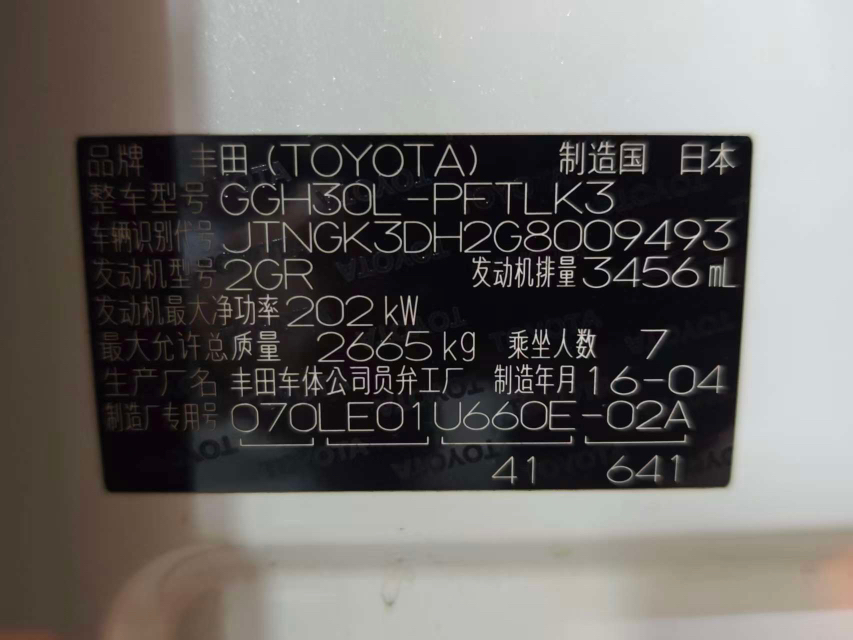 品牌 丰田(TOYOTA) 制造国 日本
整车型号 GGH30L-PFTLK3
车辆识别代号 JTNGK3DH2G8009493
发动机型号 2GR 发动机排量 3456 mL
发动机最大净功率 202 kW
最大允许总质量 2665 kg 乘坐人数 7
生产厂名 丰田车体公司员弁工厂 制造年月 16-04
制造厂专用号 070LE01U660E-02A
41 641